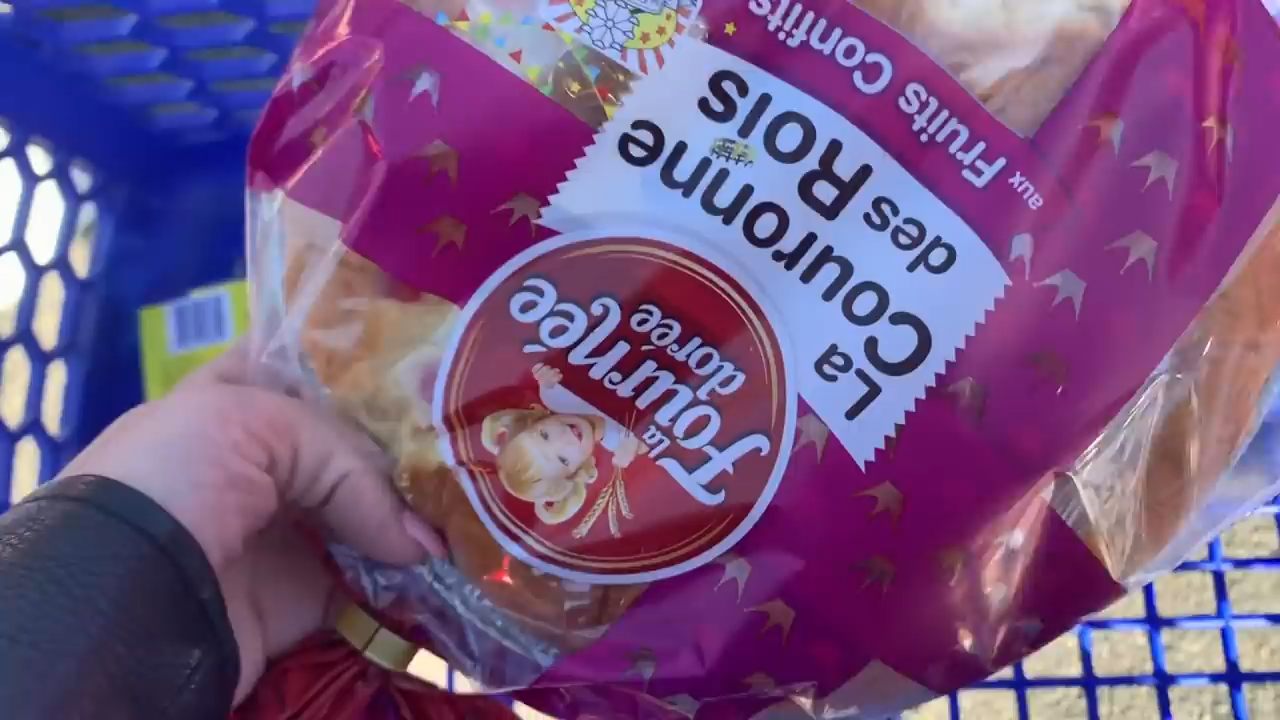 La
Couronne
des ROIS
aux Fruits Confits
la
Fournée
dorée